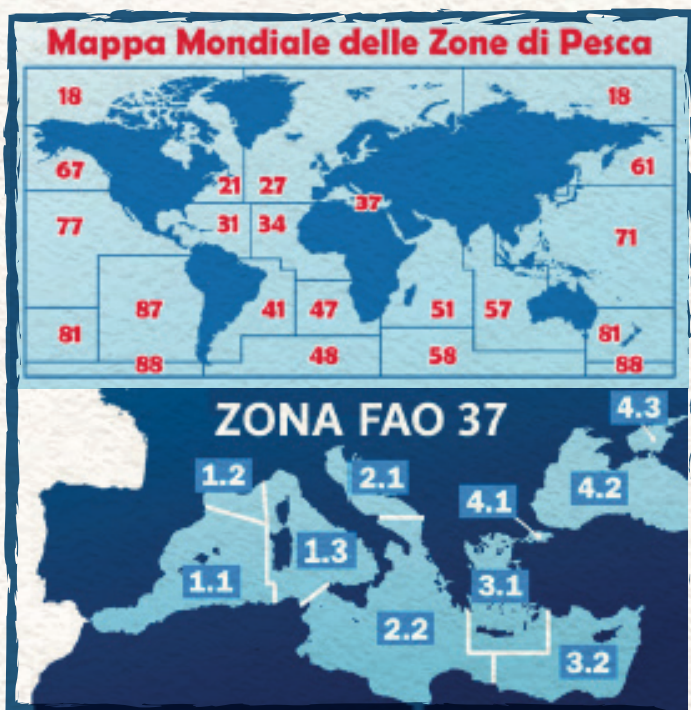 Mappa Mondiale delle Zone di Pesca
18 18
67 21 27 61
37
77 31 34 71
87 41 47 51 57
81 81
48 58
88 88
ZONA FAO 37
4.3
1.2 2.1
4.1 4.2
1.3
1.1 3.1
2.2
3.2